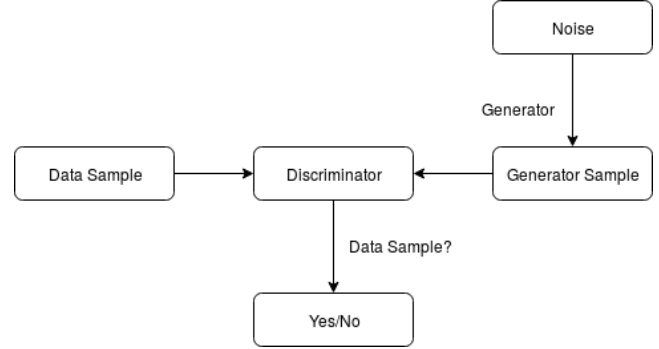 Noise
Generator
Data Sample
Discriminator
Generator Sample
Data Sample?
Yes/No